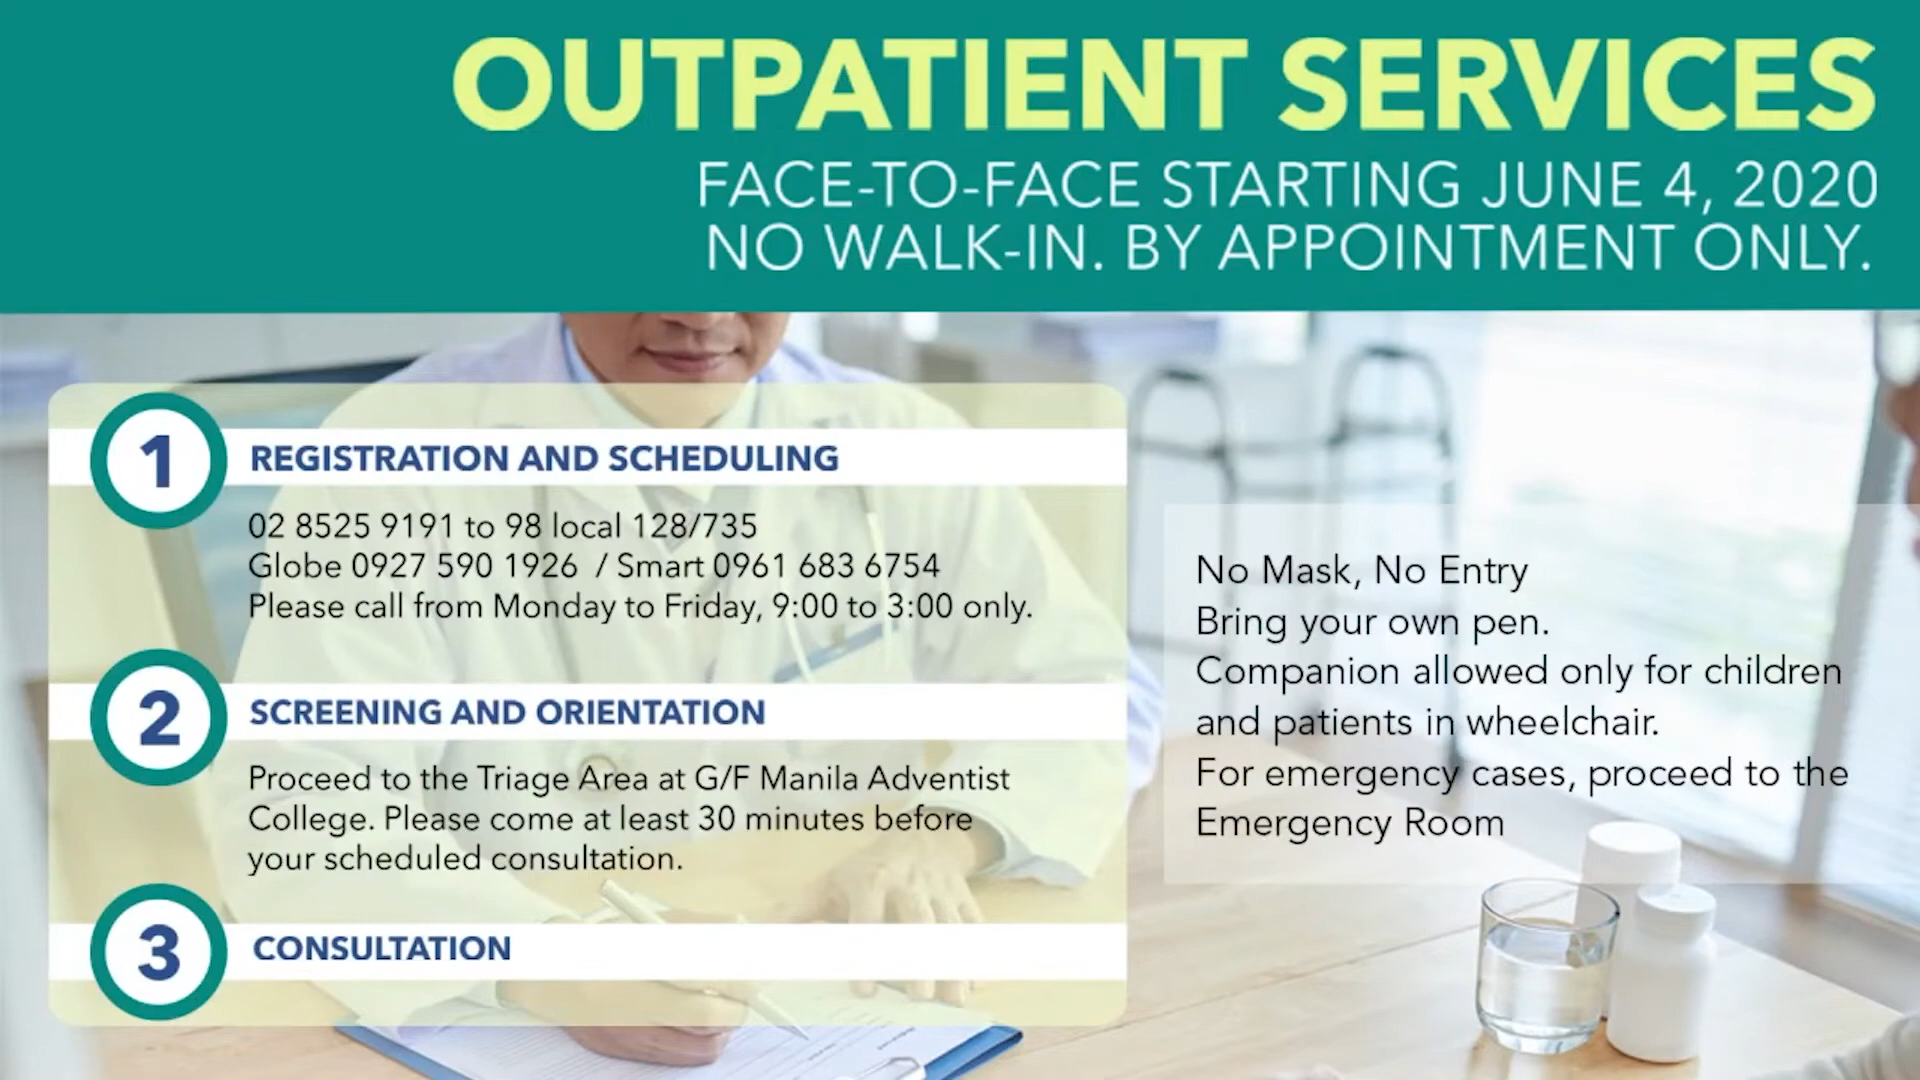 OUTPATIENT SERVICES
FACE-TO-FACE STARTING JUNE 4, 2020
NO WALK-IN. BY APPOINTMENT ONLY.
1
REGISTRATION AND SCHEDULING
02 8525 9191 to 98 local 128/735
Globe 0927 590 1926 / Smart 0961 683 6754
Please call from Monday to Friday, 9:00 to 3:00 only.
2
SCREENING AND ORIENTATION
Proceed to the Triage Area at G/F Manila Adventist
College. Please come at least 30 minutes before
your scheduled consultation.
3
CONSULTATION
No Mask, No Entry
Bring your own pen.
Companion allowed only for children
and patients in wheelchair.
For emergency cases, proceed to the
Emergency Room